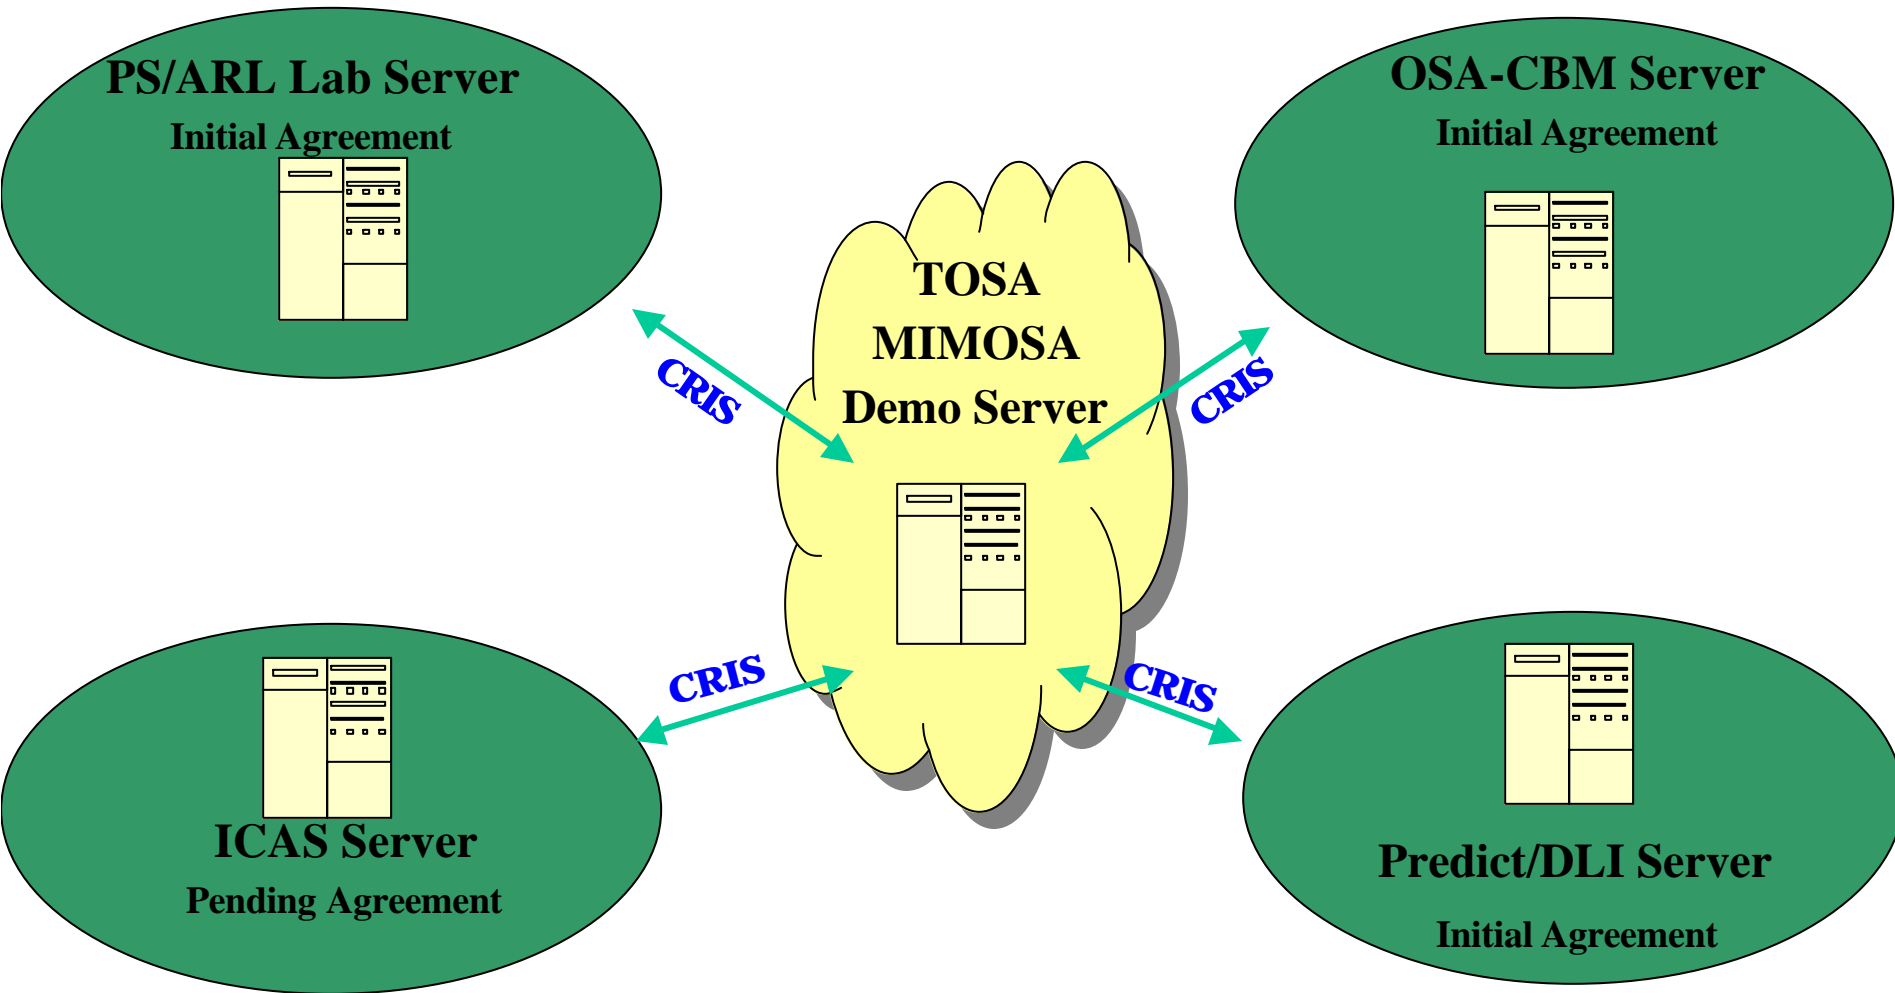 PS/ARL Lab Server
Initial Agreement
OSA-CBM Server
Initial Agreement
TOSA
MIMOSA
Demo Server
CRIS
CRIS
CRIS
CRIS
ICAS Server
Pending Agreement
Predict/DLI Server
Initial Agreement